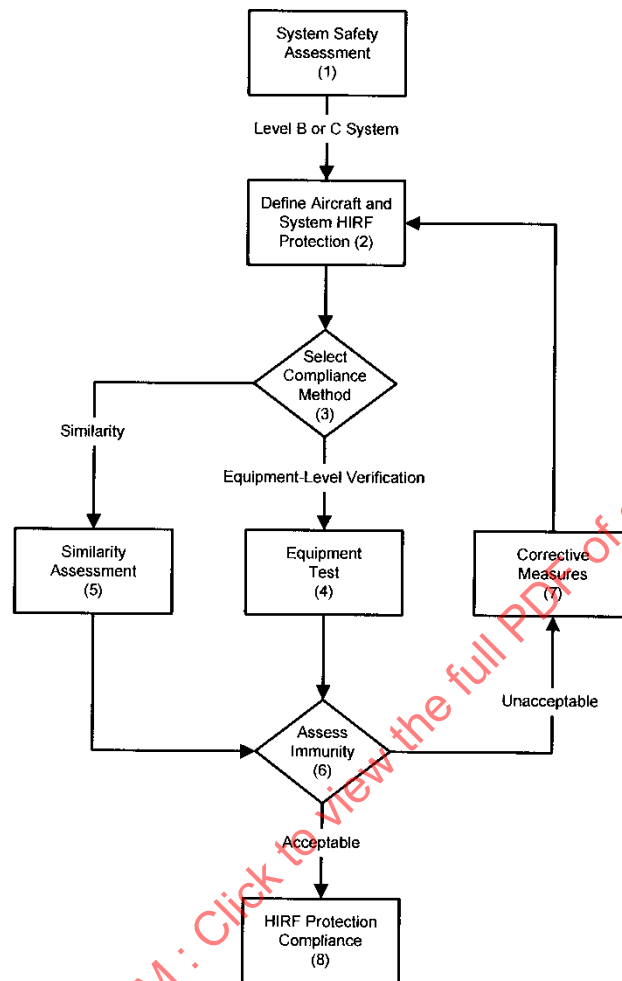 System Safety
Assessment
(1)
Level B or C System
Define Aircraft and
System HIRF
Protection (2)
Select
Compliance
Method
(3)
Similarity
Equipment-Level Verification
Similarity
Assessment
(5)
Equipment
Test
(4)
Corrective
Measures
(7)
Assess
Immunity
(6)
Unacceptable
Acceptable
HIRF Protection
Compliance
(8)
M : Click to view the full PDF of